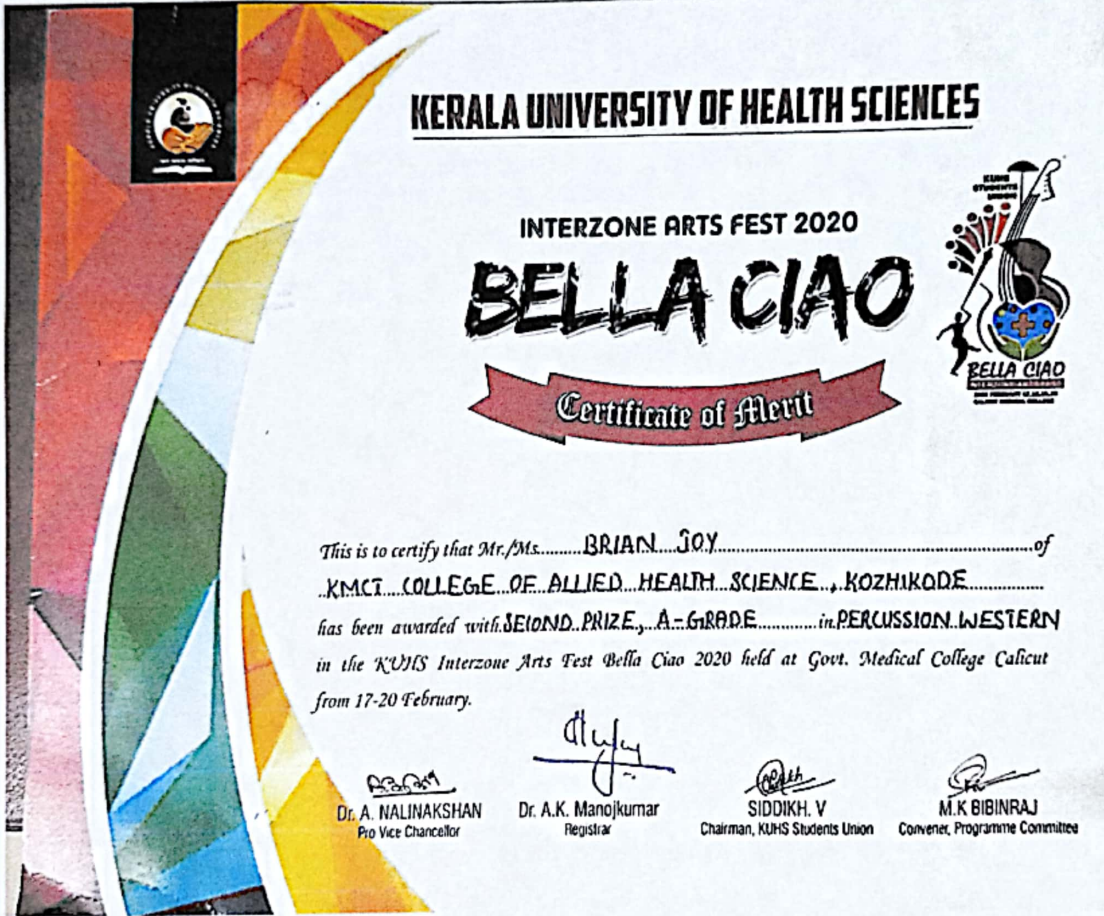 KERALA UNIVERSITY OF HEALTH SCIENCES
INTERZONE ARTS FEST 2020
BELLA CIAO
KUHS
STUDENTS
UNION
BELLA CIAO
Certificate of Merit
This is to certify that Mr./Ms..........BRIAN JOY..........of
KMCT COLLEGE OF ALLIED HEALTH SCIENCE, KOZHIKODE
has been awarded with SECOND PRIZE, A-GRADE..........in PERCUSSION WESTERN
in the KUHS Interzone Arts Fest Bella Ciao 2020 held at Govt. Medical College Calicut
from 17-20 February.
Dr. A. NALINAKSHAN
Pro Vice Chancellor
Dr. A.K. Manojkumar
Registrar
SIDDIKH. V
Chairman, KUHS Students Union
M.K BIBINRAJ
Convener, Programme Committee